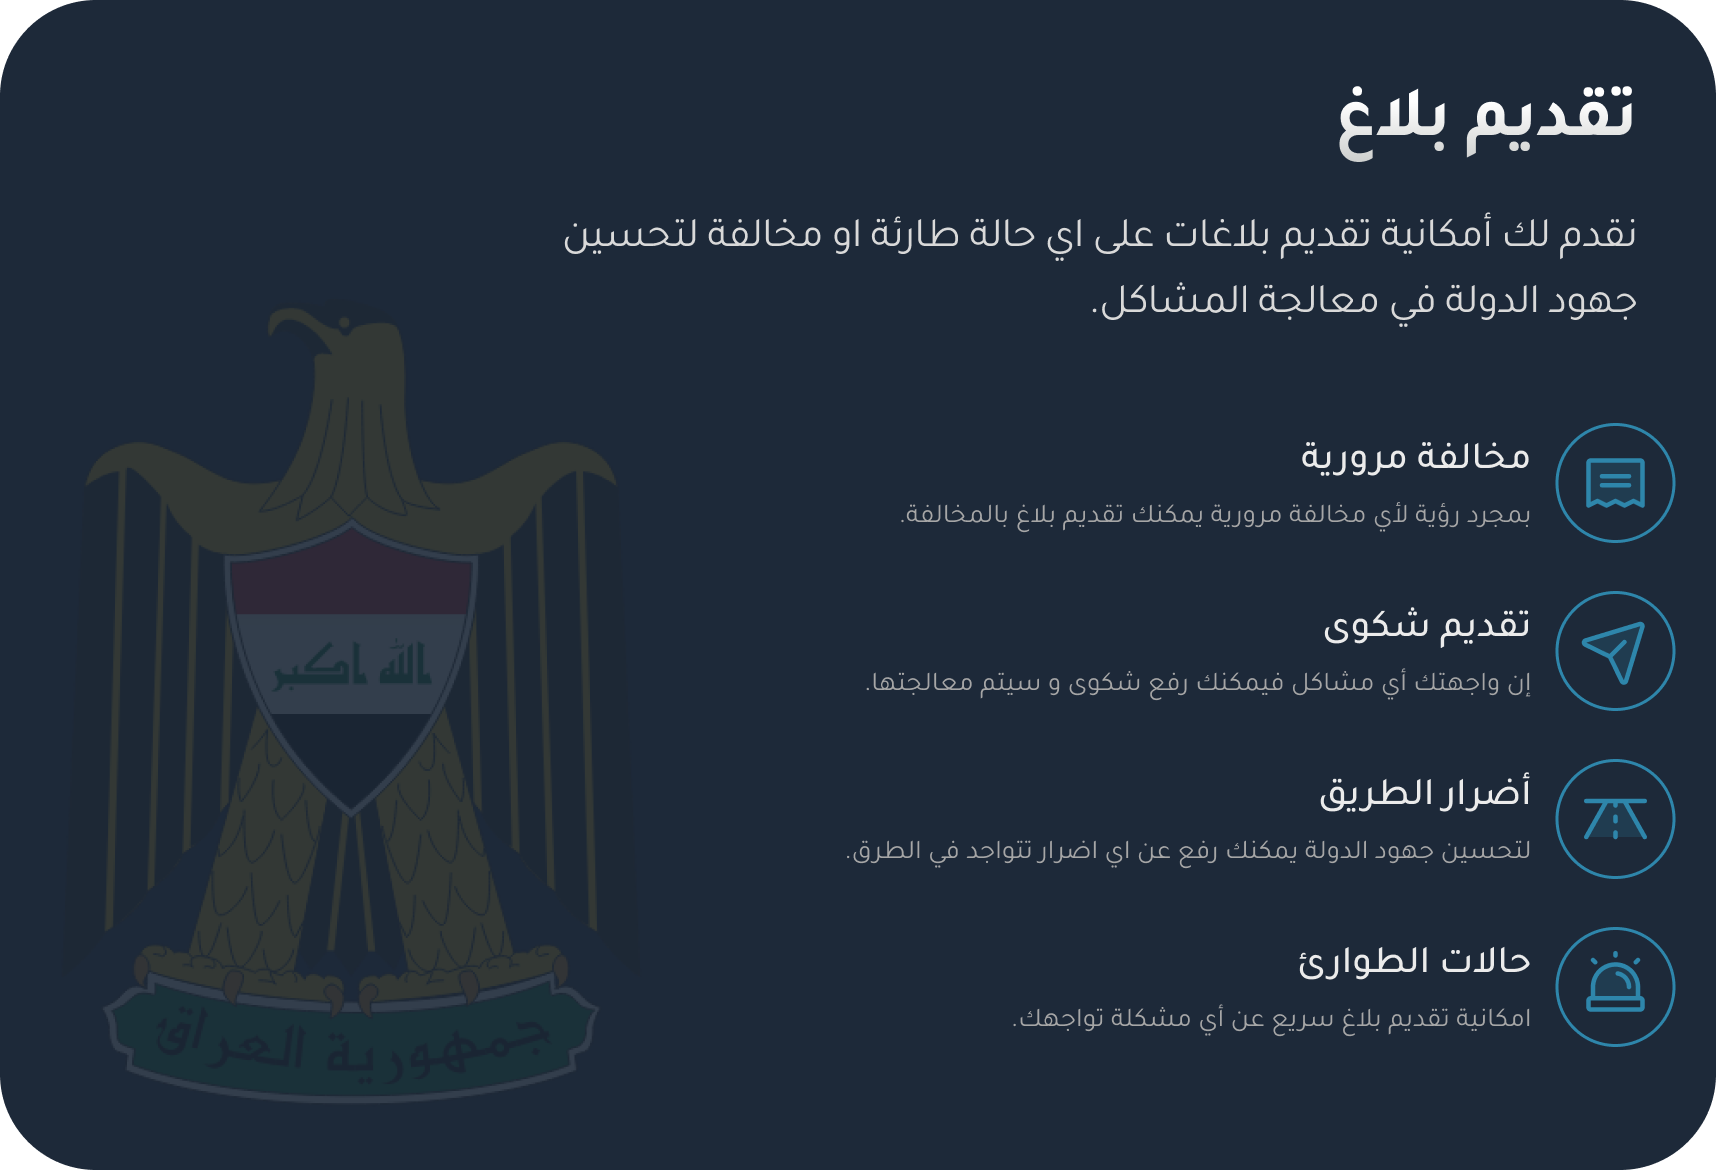 تقديم بلاغ
نقدم لك أمكانية تقديم بلاغات على اي حالة طارئة او مخالفة لتحسين
جهود الدولة في معالجة المشاكل.
مخالفة مرورية
بمجرد رؤية لأي مخالفة مرورية يمكنك تقديم بلاغ بالمخالفة.
تقديم شكوى
إن واجهتك أي مشاكل فيمكنك رفع شكوى و سيتم معالجتها.
أضرار الطريق
لتحسين جهود الدولة يمكنك رفع عن اي اضرار تتواجد في الطرق.
حالات الطوارئ
امكانية تقديم بلاغ سريع عن أي مشكلة تواجهك.
الله اكبر
جمهورية العراق